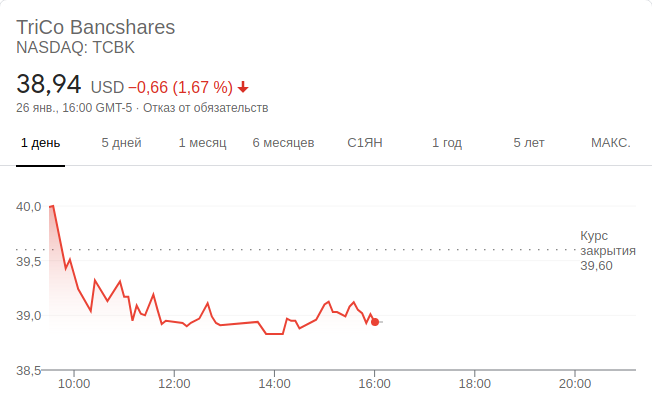 TriCo Bancshares
NASDAQ: TCBK
38,94 USD −0,66 (1,67 %)
26 янв., 16:00 GMT-5 · Отказ от обязательств
1 день 5 дней 1 месяц 6 месяцев С1ЯН 1 год 5 лет МАКС.
40,0
Курс
закрытия
39,60
39,5
39,0
38,5
10:00 12:00 14:00 16:00 18:00 20:00